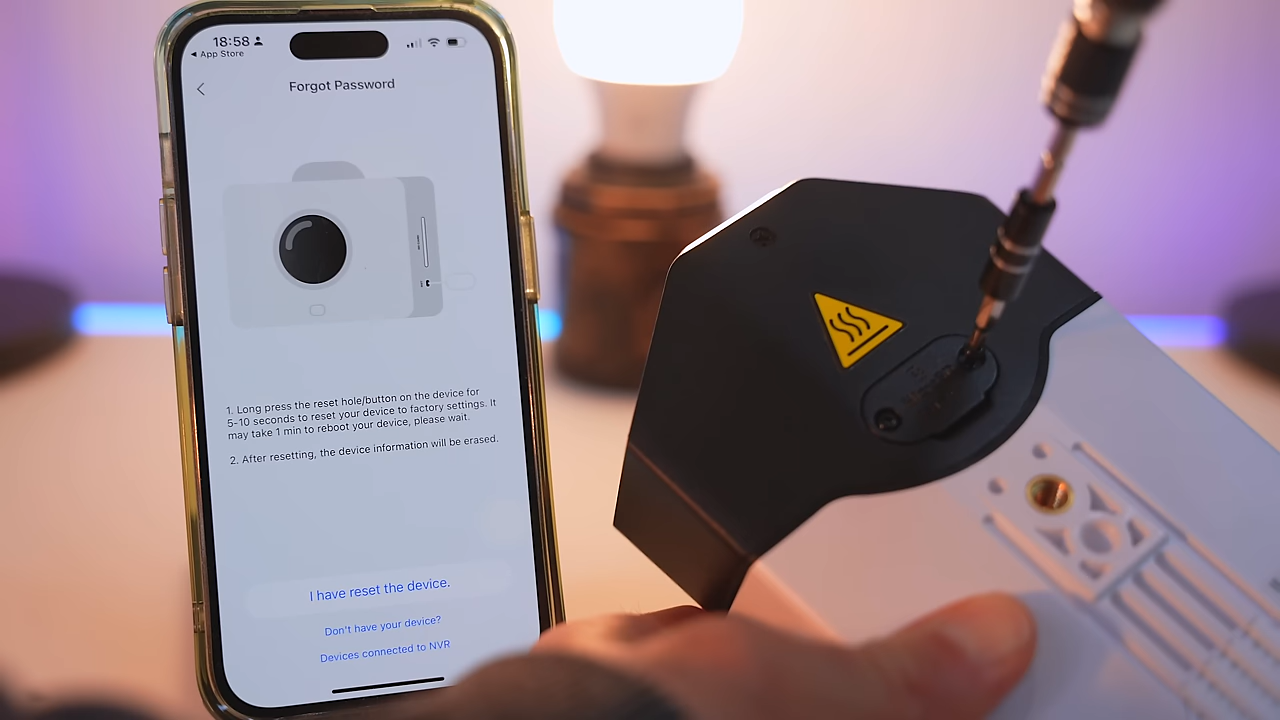 18:58
App Store
Forgot Password
1. Long press the reset hole/button on the device for
5-10 seconds to reset your device to factory settings. It
may take 1 min to reboot your device, please wait.
2. After resetting, the device information will be erased.
I have reset the device.
Don't have your device?
Devices connected to NVR